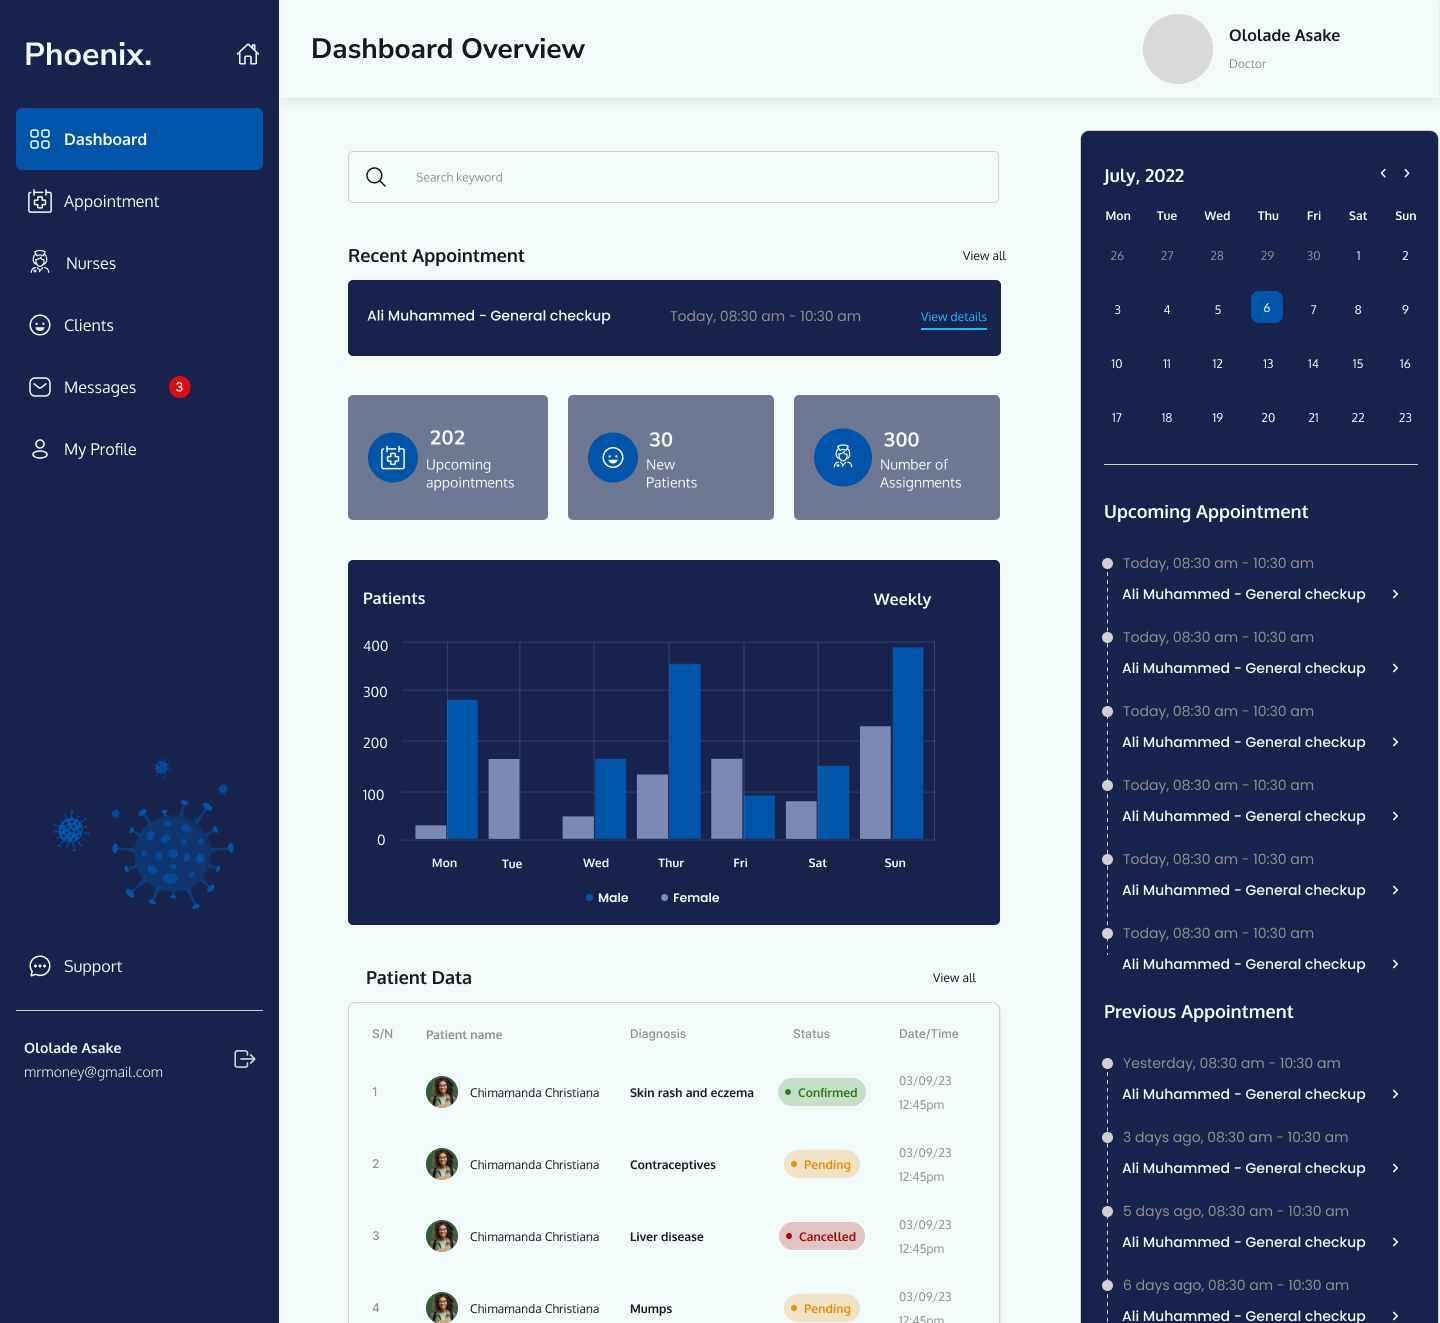 Phoenix.
Dashboard
Appointment
Nurses
Clients
Messages
3
My Profile
Support
Ololade Asake
mrmoney@gmail.com
Dashboard Overview
Ololade Asake
Doctor
Search keyword
Recent Appointment
View all
Ali Muhammed - General checkup
Today, 08:30 am - 10:30 am
View details
202
Upcoming
appointments
30
New
Patients
300
Number of
Assignments
Patients
Weekly
400
300
200
100
0
Mon Tue Wed Thur Fri Sat Sun
Male Female
Patient Data
View all
S/N Patient name Diagnosis Status Date/Time
1 Chimamanda Christiana Skin rash and eczema Confirmed 03/09/23
12:45pm
2 Chimamanda Christiana Contraceptives Pending 03/09/23
12:45pm
3 Chimamanda Christiana Liver disease Cancelled 03/09/23
12:45pm
4 Chimamanda Christiana Mumps Pending 03/09/23
12:45pm
July, 2022
Mon Tue Wed Thu Fri Sat Sun
26 27 28 29 30 1 2
3 4 5 6 7 8 9
10 11 12 13 14 15 16
17 18 19 20 21 22 23
Upcoming Appointment
Today, 08:30 am - 10:30 am
Ali Muhammed - General checkup
Today, 08:30 am - 10:30 am
Ali Muhammed - General checkup
Today, 08:30 am - 10:30 am
Ali Muhammed - General checkup
Today, 08:30 am - 10:30 am
Ali Muhammed - General checkup
Today, 08:30 am - 10:30 am
Ali Muhammed - General checkup
Today, 08:30 am - 10:30 am
Ali Muhammed - General checkup
Previous Appointment
Yesterday, 08:30 am - 10:30 am
Ali Muhammed - General checkup
3 days ago, 08:30 am - 10:30 am
Ali Muhammed - General checkup
5 days ago, 08:30 am - 10:30 am
Ali Muhammed - General checkup
6 days ago, 08:30 am - 10:30 am
Ali Muhammed - General checkup